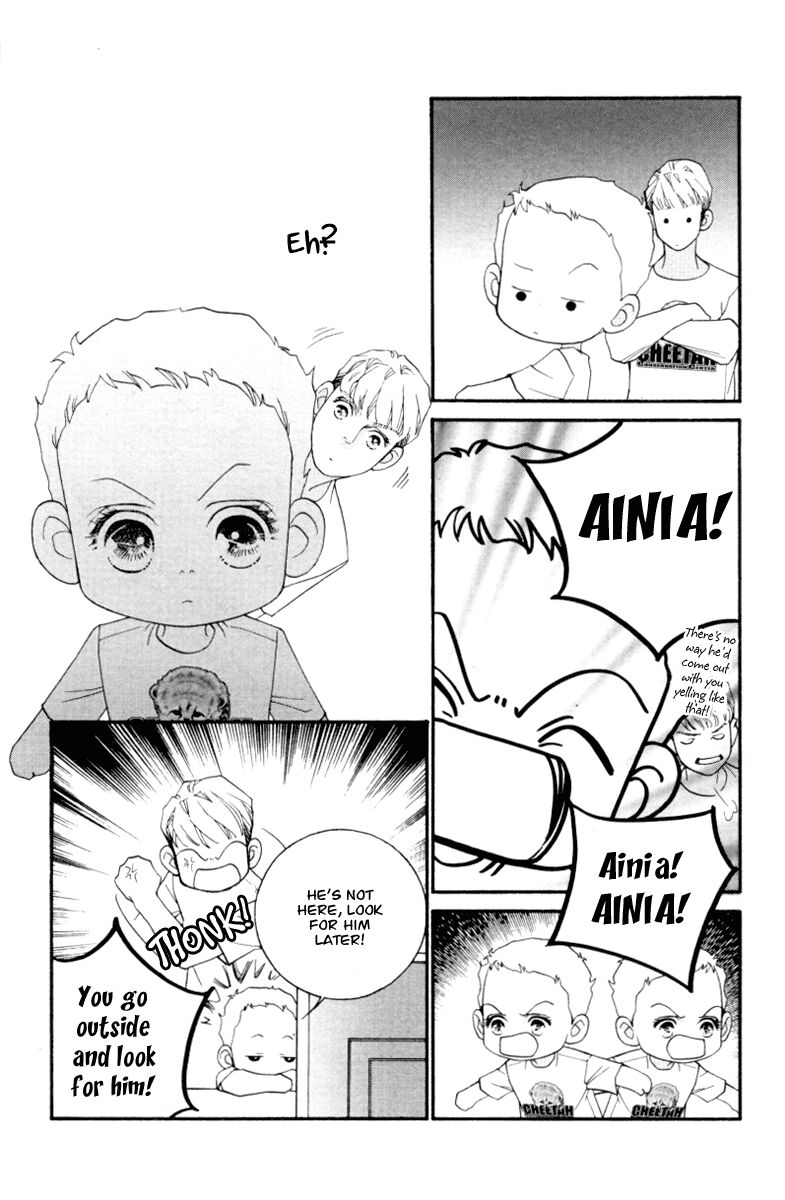 CHEETAH
CONSERVATION CENTER
Eh?
AINIA!
There's no
way he'd
come out
with you
yelling like
that!
Ainia!
AINIA!
CHEETAH
CHEETAH
HE'S NOT
HERE, LOOK
FOR HIM
LATER!
THONK!
You go
outside
and look
for him!